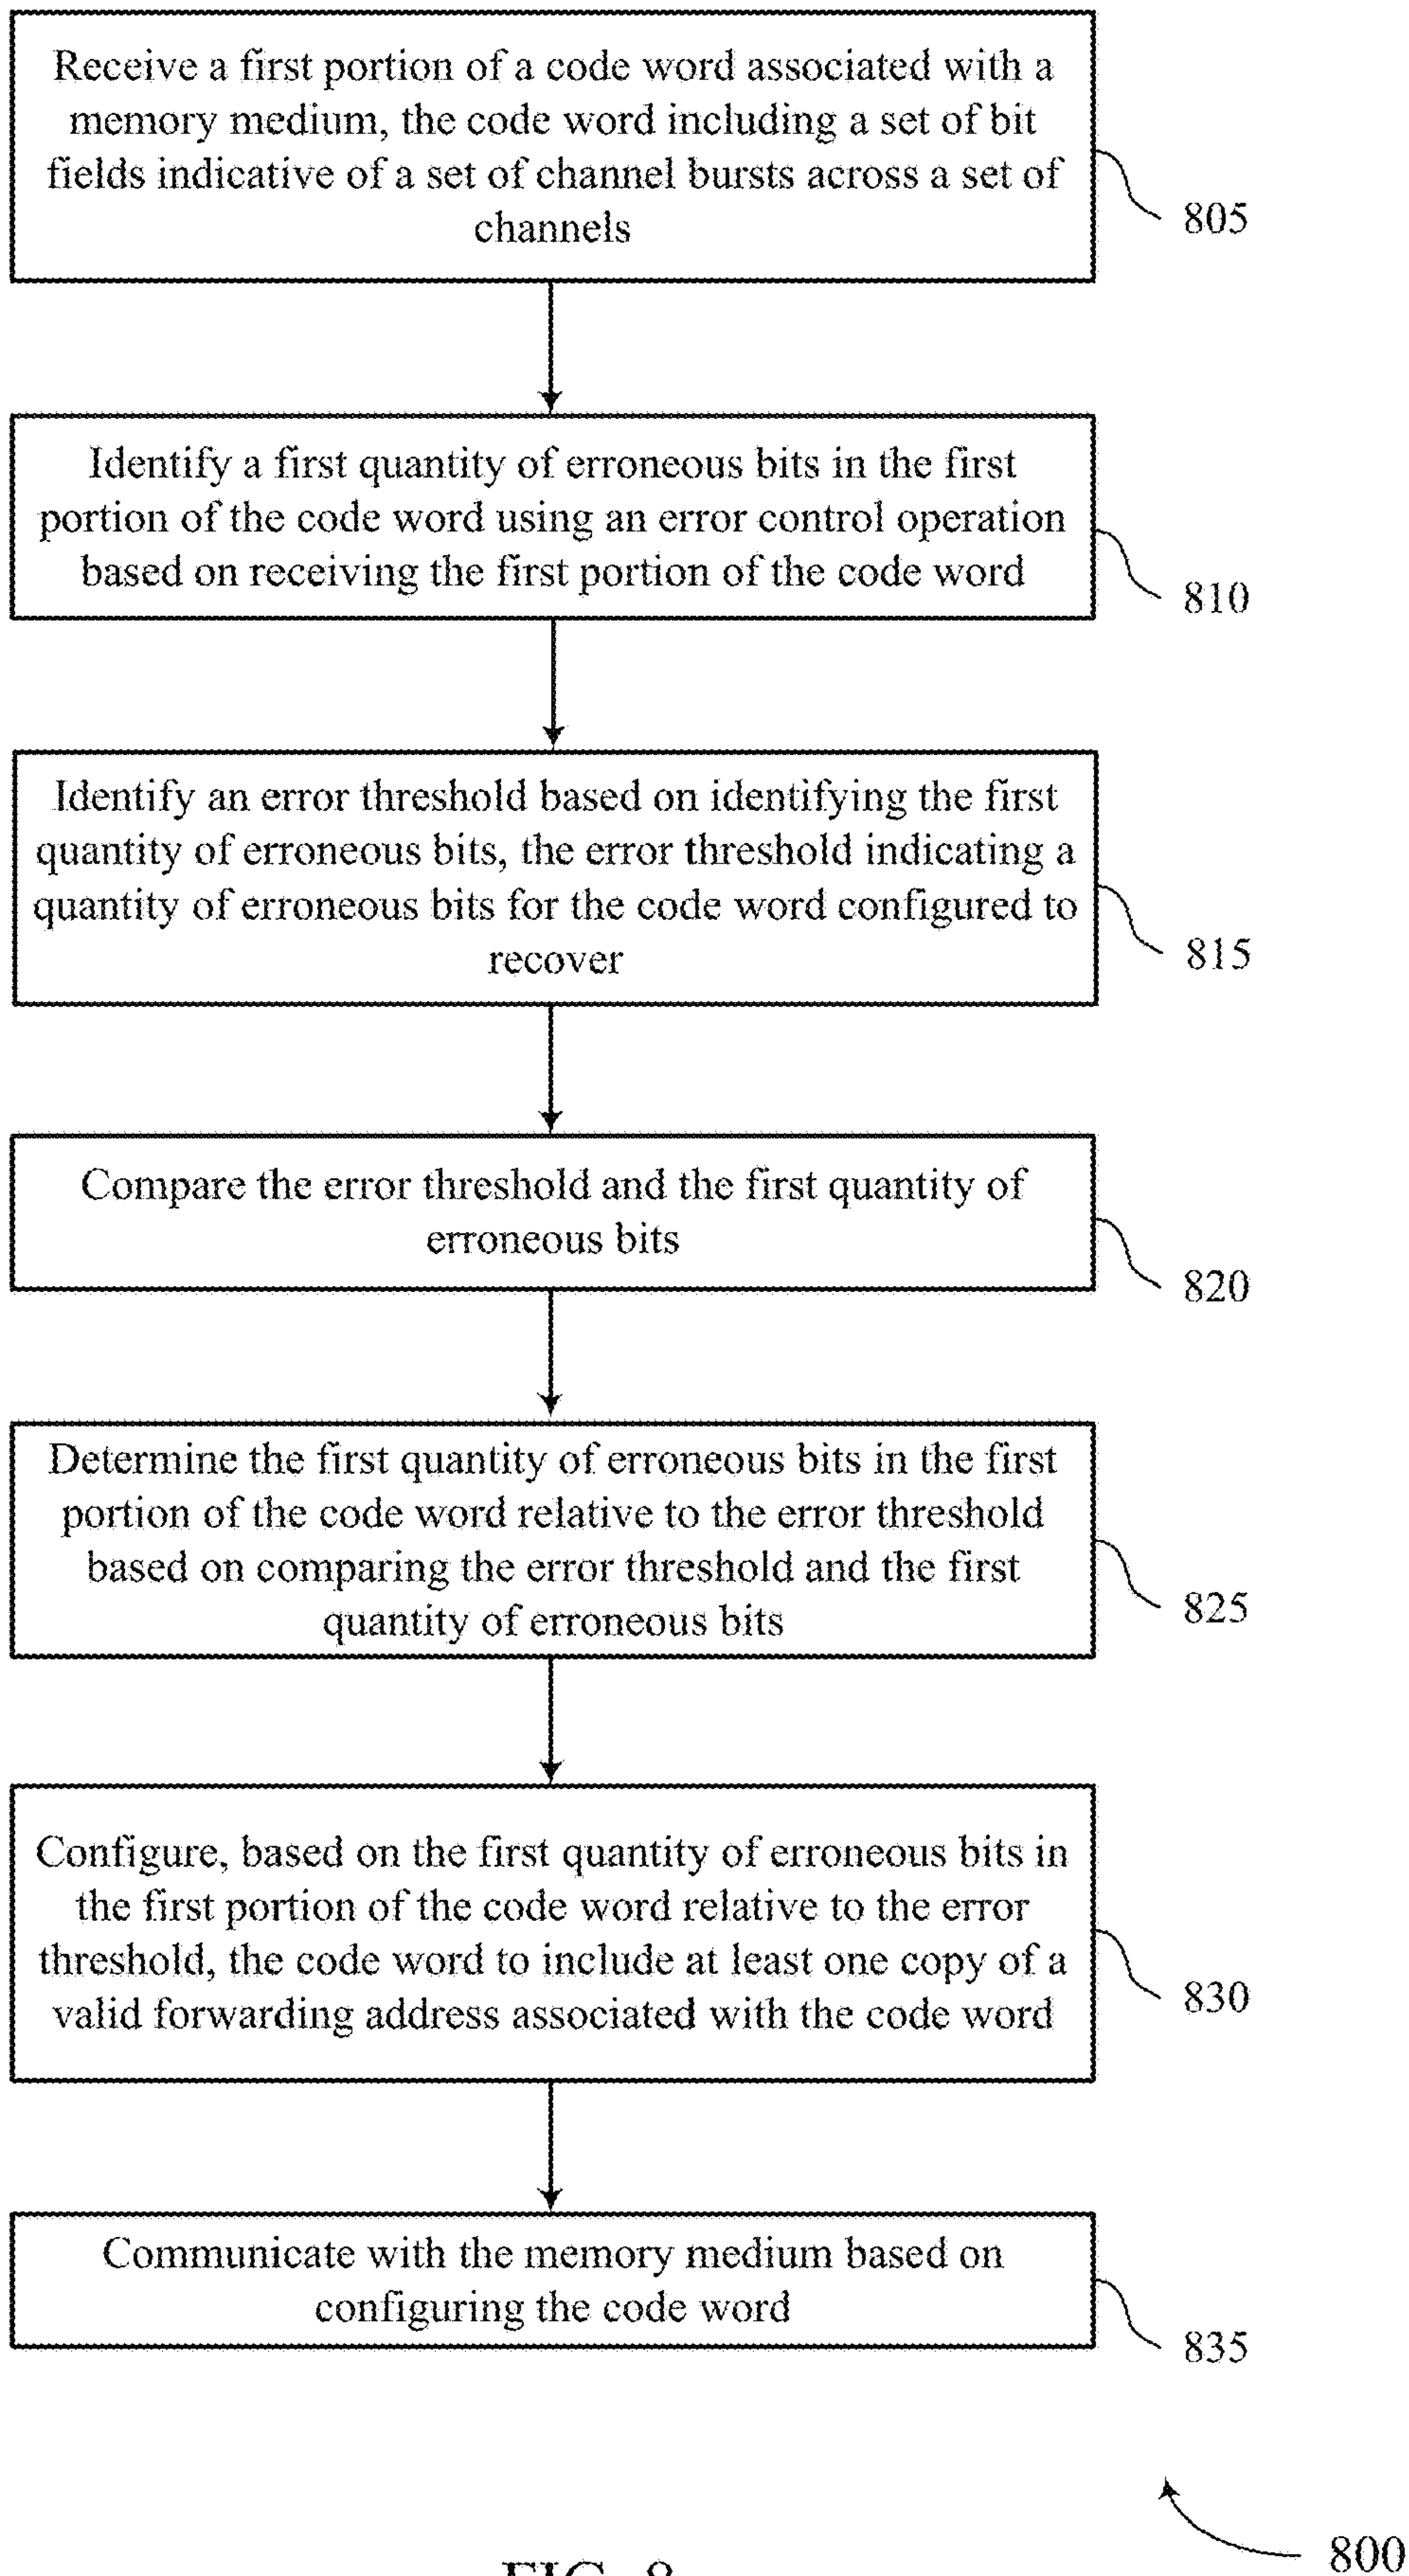 Receive a first portion of a code word associated with a
memory medium, the code word including a set of bit
fields indicative of a set of channel bursts across a set of
channels
805
Identify a first quantity of erroneous bits in the first
portion of the code word using an error control operation
based on receiving the first portion of the code word
810
Identify an error threshold based on identifying the first
quantity of erroneous bits, the error threshold indicating a
quantity of erroneous bits for the code word configured to
recover
815
Compare the error threshold and the first quantity of
erroneous bits
820
Determine the first quantity of erroneous bits in the first
portion of the code word relative to the error threshold
based on comparing the error threshold and the first
quantity of erroneous bits
825
Configure, based on the first quantity of erroneous bits in
the first portion of the code word relative to the error
threshold, the code word to include at least one copy of a
valid forwarding address associated with the code word
830
Communicate with the memory medium based on
configuring the code word
835
800
FIG. 8